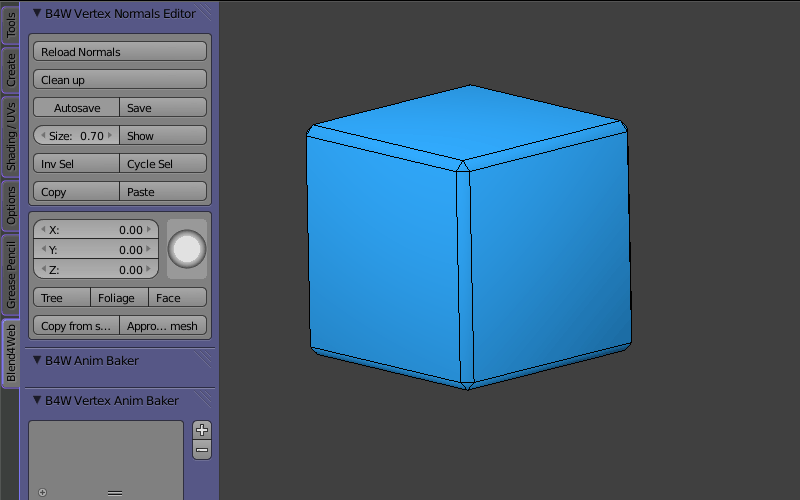 Tools
Create
Shading / UVs
Options
Grease Pencil
Blend4Web
B4W Vertex Normals Editor
Reload Normals
Clean up
Autosave Save
Size: 0.70 Show
Inv Sel Cycle Sel
Copy Paste
X: 0.00
Y: 0.00
Z: 0.00
Tree Foliage Face
Copy from s... Appro... mesh
B4W Anim Baker
B4W Vertex Anim Baker